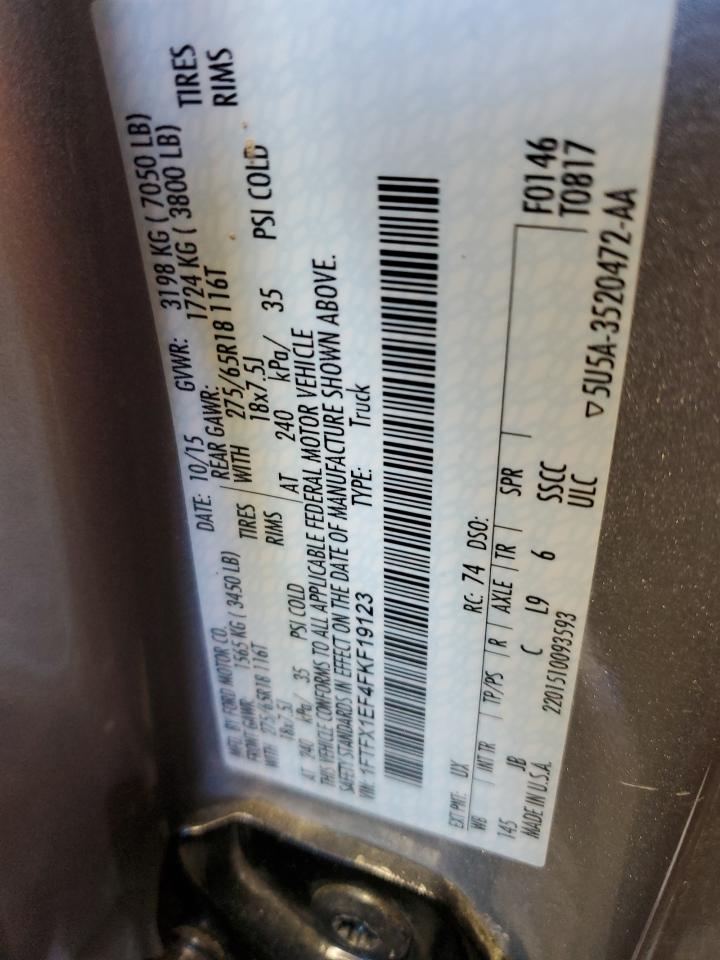 MFG. BY FORD MOTOR CO. DATE: 10/15 GVWR: 3198 KG ( 7050 LB)
FRONT GAWR: 1565 KG ( 3450 LB) REAR GAWR: 1724 KG ( 3800 LB)
WITH 275/65R18 116T TIRES WITH 275/65R18 116T TIRES
18x7.5J RIMS 18x7.5J RIMS
AT 240 kPa/ 35 PSI COLD AT 240 kPa/ 35 PSI COLD
THIS VEHICLE CONFORMS TO ALL APPLICABLE FEDERAL MOTOR VEHICLE
SAFETY STANDARDS IN EFFECT ON THE DATE OF MANUFACTURE SHOWN ABOVE.
VIN: 1FTFX1EF4FKF19123 TYPE: Truck
EXT PNT: UX RC: 74 DSO:
WB INT TR TP/PS R AXLE TR SPR F0146
145 JB C L9 6 SSCC T0817
MADE IN U.S.A. 2201510093593 ULC ▽5U5A-3520472-AA